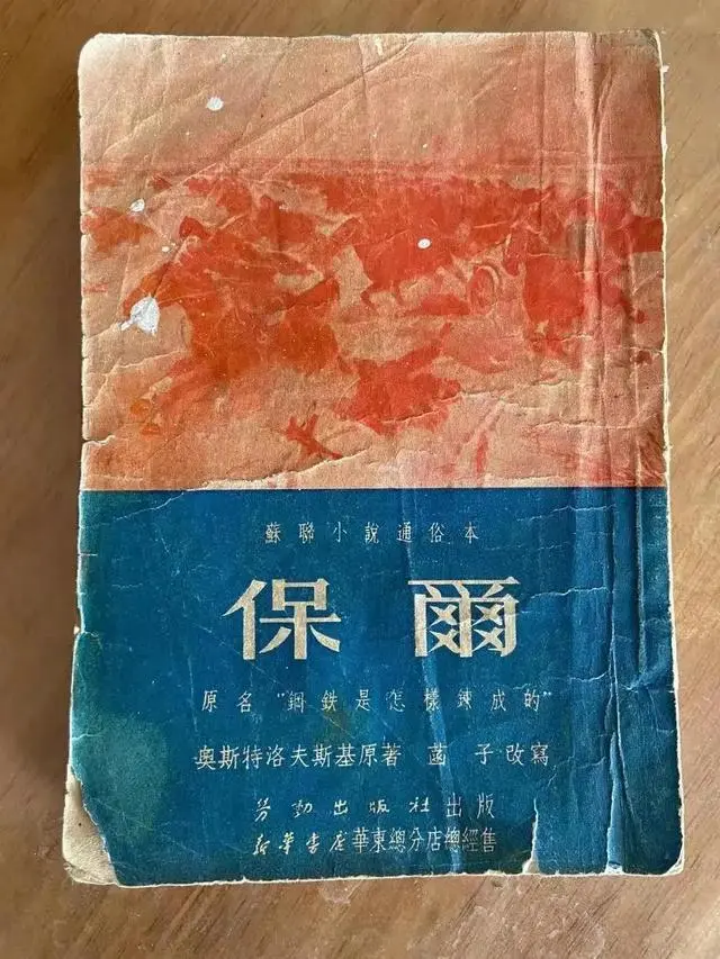 蘇聯小說通俗本
保爾
原名“鋼鉄是怎樣鍊成的”
奥斯特洛夫斯基原著 菡子改寫
勞動出版社出版
新華書店華東總分店總經售